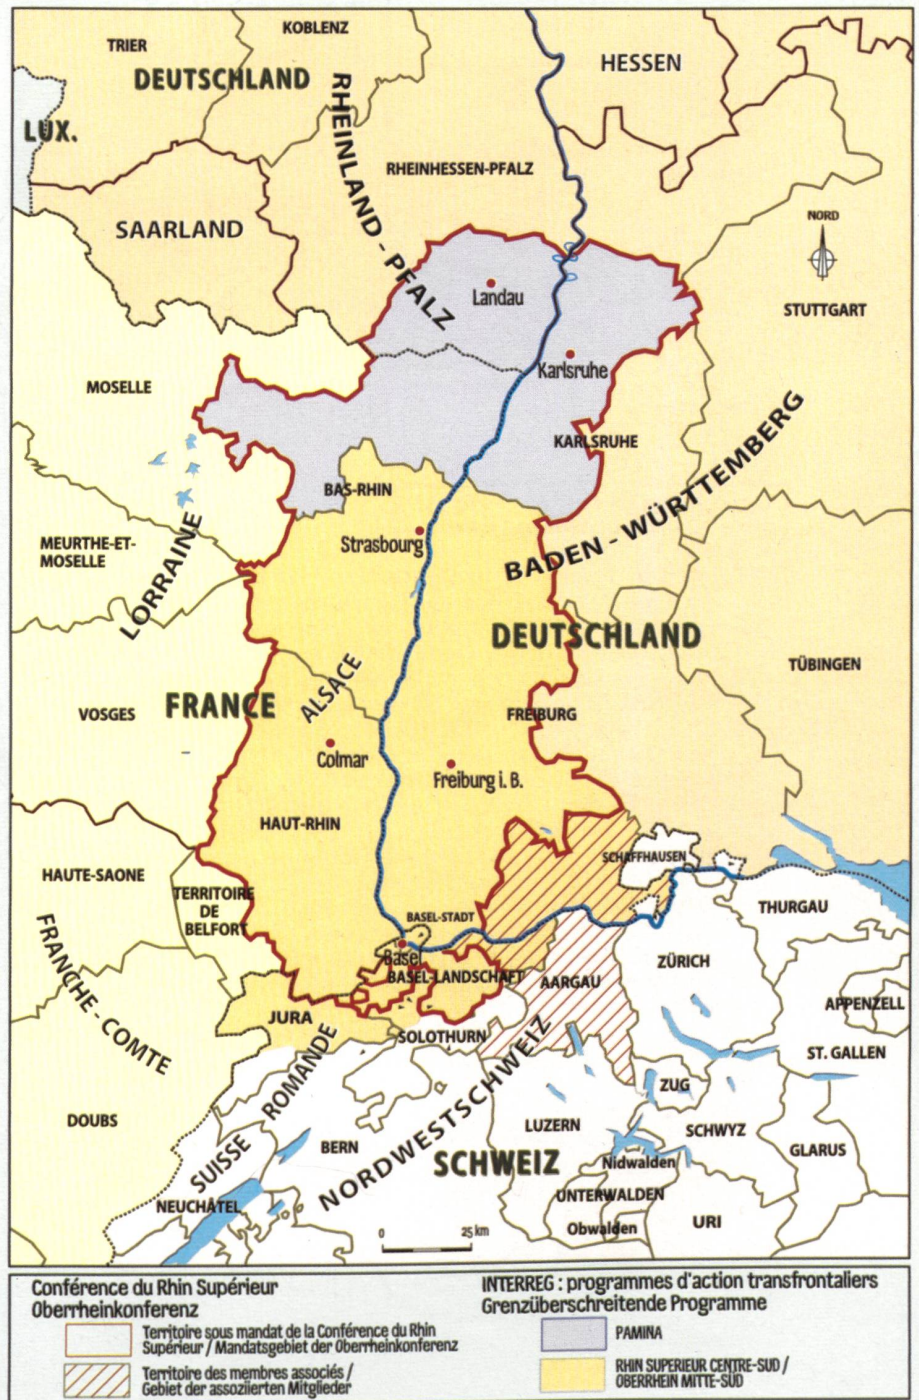 TRIER
KOBLENZ
DEUTSCHLAND
HESSEN
LUX.
RHEINLAND - PFALZ
RHEINHESSEN-PFALZ
SAARLAND
NORD
Landau
STUTTGART
Karlsruhe
MOSELLE
KARLSRUHE
BADEN - WÜRTTEMBERG
BAS-RHIN
Strasbourg
MEURTHE-ET-
MOSELLE
LORRAINE
DEUTSCHLAND
TÜBINGEN
ALSACE
FRANCE
VOSGES
FREIBURG
Colmar
Freiburg i. B.
HAUT-RHIN
SCHAFFHAUSEN
HAUTE-SAONE
TERRITOIRE
DE
BELFORT
BASEL-STADT
THURGAU
FRANCHE - COMTE
Basel
BASEL-LANDSCHAFT
AARGAU
ZÜRICH
APPENZELL
JURA
SOLOTHURN
ST. GALLEN
SUISSE ROMANDE
NORDWESTSCHWEIZ
ZUG
DOUBS
BERN
LUZERN
SCHWYZ
GLARUS
SCHWEIZ
Nidwalden
UNTERWALDEN
NEUCHÂTEL
Obwalden
URI
0 25 km
Conférence du Rhin Supérieur
Oberrheinkonferenz
Territoire sous mandat de la Conférence du Rhin
Supérieur / Mandatsgebiet der Oberrheinkonferenz
Territoire des membres associés /
Gebiet der assoziierten Mitglieder
INTERREG : programmes d'action transfrontaliers
Grenzüberschreitende Programme
PAMINA
RHIN SUPERIEUR CENTRE-SUD /
OBERRHEIN MITTE-SÜD